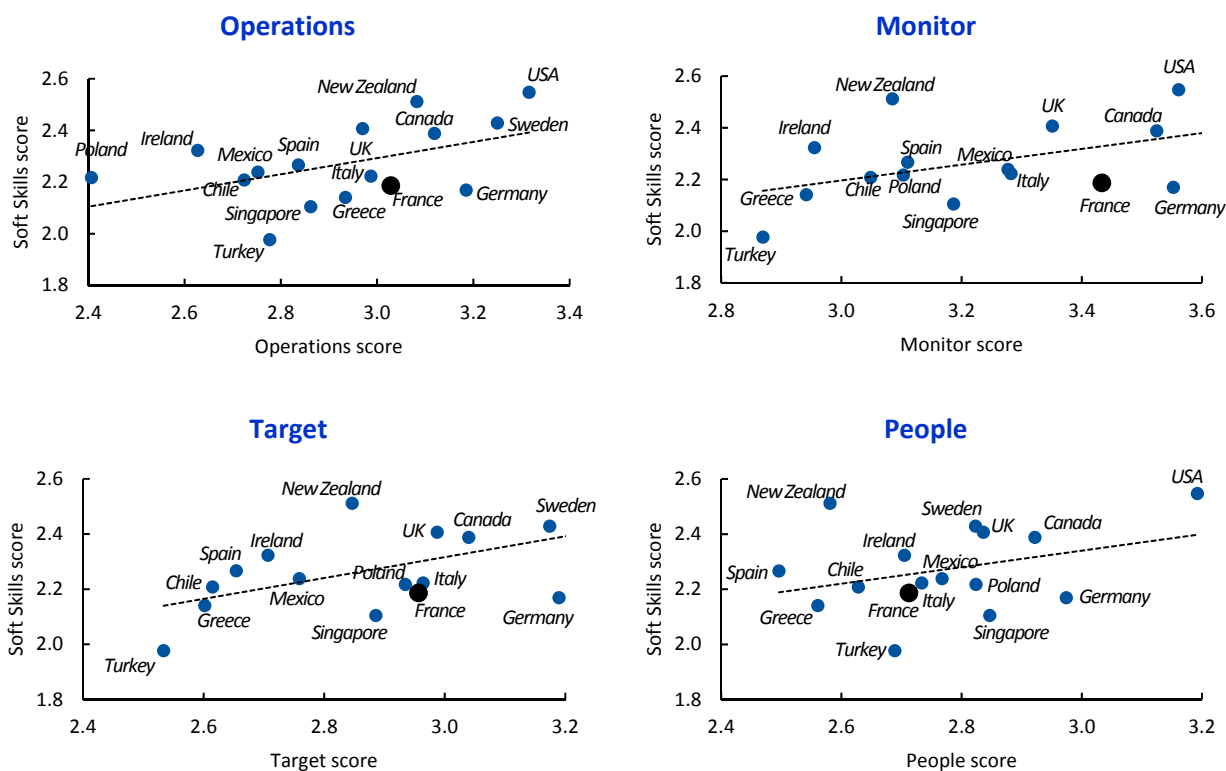 Operations
Soft Skills score
2.6
2.4
2.2
2.0
1.8
2.4
2.6
2.8
3.0
3.2
3.4
Operations score
USA
New Zealand
Canada
Sweden
Ireland
Spain
UK
Poland
Mexico
Italy
Chile
Singapore
Greece
France
Germany
Turkey
Monitor
Soft Skills score
2.6
2.4
2.2
2.0
1.8
2.8
3.0
3.2
3.4
3.6
Monitor score
USA
New Zealand
UK
Canada
Ireland
Spain
Mexico
Greece
Chile
Poland
Italy
Singapore
France
Germany
Turkey
Target
Soft Skills score
2.6
2.4
2.2
2.0
1.8
2.4
2.6
2.8
3.0
3.2
Target score
New Zealand
Sweden
UK
Canada
Ireland
Spain
Chile
Poland
Italy
Mexico
Greece
France
Singapore
Germany
Turkey
People
Soft Skills score
2.6
2.4
2.2
2.0
1.8
2.4
2.6
2.8
3.0
3.2
People score
USA
New Zealand
Sweden
UK
Canada
Ireland
Mexico
Spain
Chile
Greece
France
Italy
Poland
Germany
Singapore
Turkey